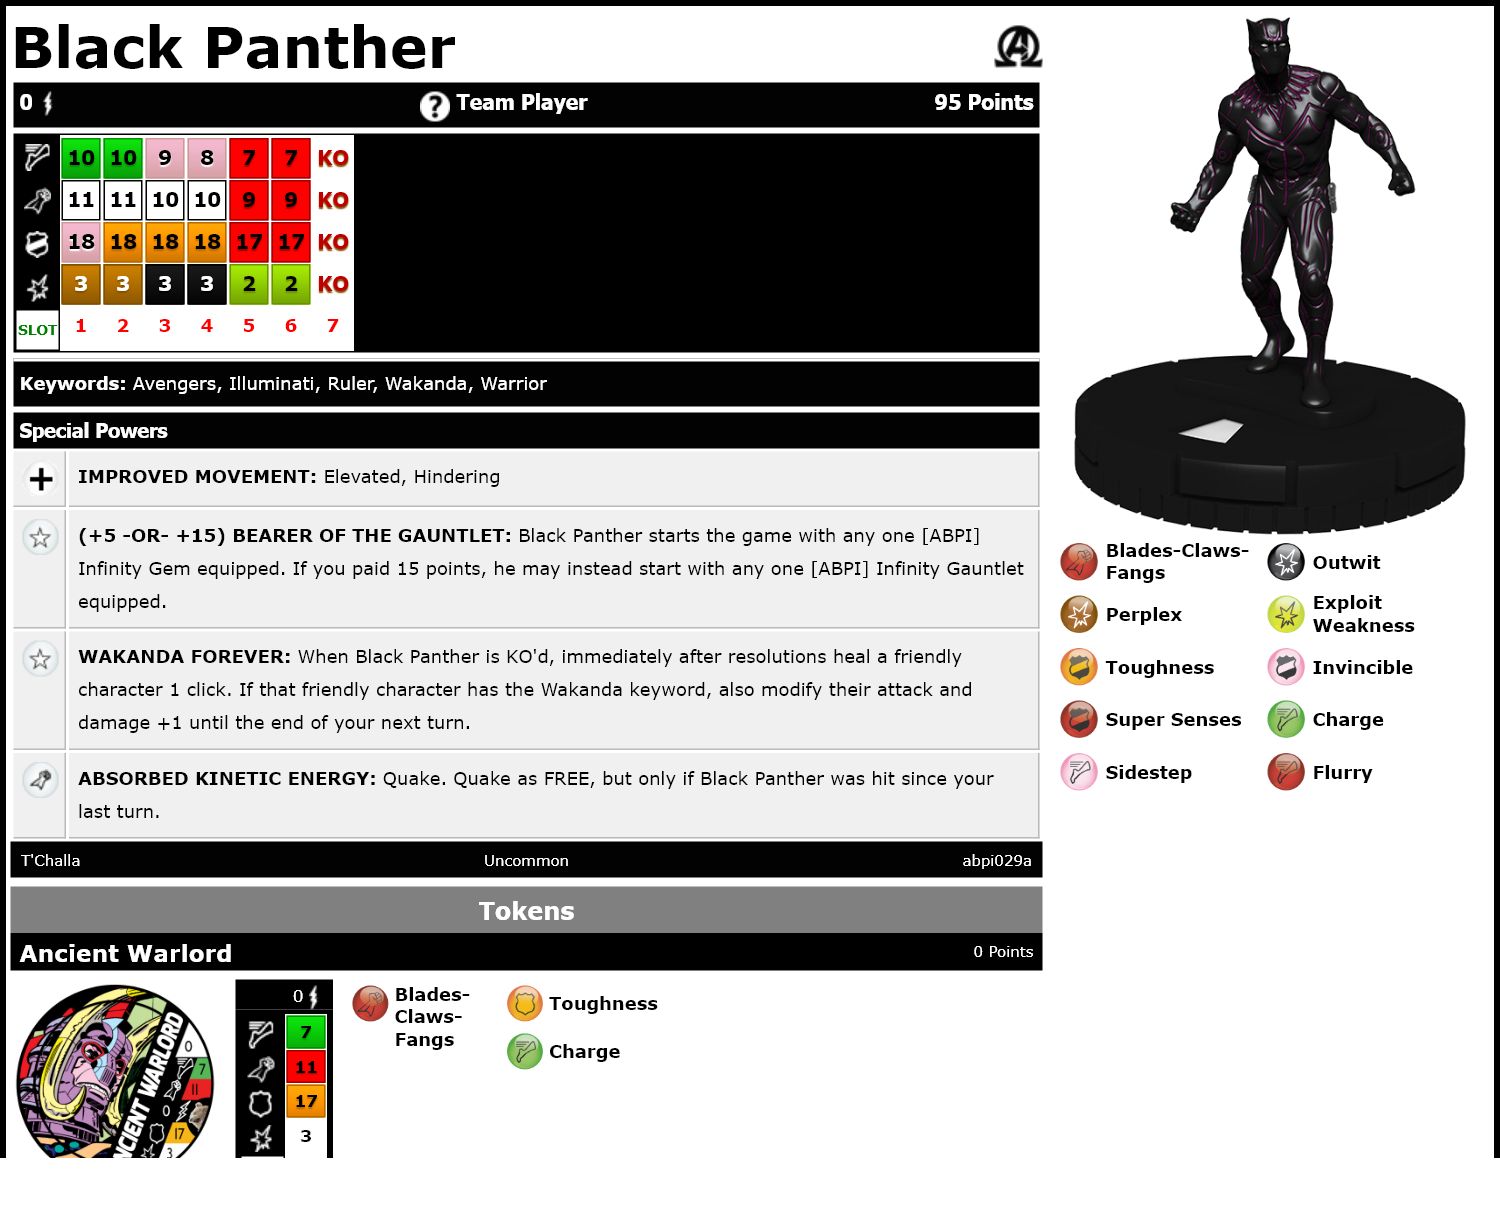 Black Panther
0 Team Player 95 Points
10 10 9 8 7 7 KO
11 11 10 10 9 9 KO
18 18 18 18 17 17 KO
3 3 3 3 2 2 KO
SLOT 1 2 3 4 5 6 7
Keywords: Avengers, Illuminati, Ruler, Wakanda, Warrior
Special Powers
IMPROVED MOVEMENT: Elevated, Hindering
(+5 -OR- +15) BEARER OF THE GAUNTLET: Black Panther starts the game with any one [ABPI]
Infinity Gem equipped. If you paid 15 points, he may instead start with any one [ABPI] Infinity Gauntlet
equipped.
WAKANDA FOREVER: When Black Panther is KO'd, immediately after resolutions heal a friendly
character 1 click. If that friendly character has the Wakanda keyword, also modify their attack and
damage +1 until the end of your next turn.
ABSORBED KINETIC ENERGY: Quake. Quake as FREE, but only if Black Panther was hit since your
last turn.
T'Challa Uncommon abpi029a
Blades-Claws-
Fangs
Outwit
Perplex
Exploit
Weakness
Toughness
Invincible
Super Senses
Charge
Sidestep
Flurry
Tokens
Ancient Warlord 0 Points
ANCIENT WARLORD
0
7
11
0
17
3
0
7
11
17
3
Blades-
Claws-
Fangs
Toughness
Charge